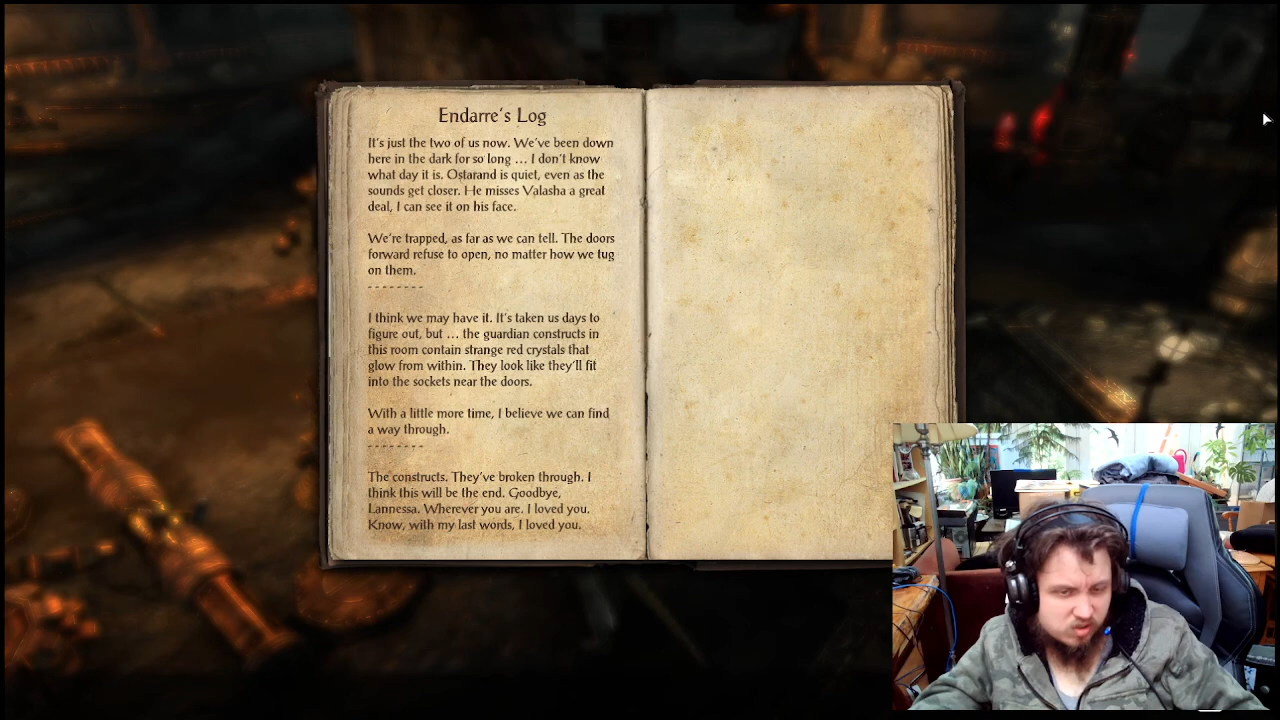 Endarre's Log
It's just the two of us now. We've been down
here in the dark for so long ... I don't know
what day it is. Ostarand is quiet, even as the
sounds get closer. He misses Valasha a great
deal, I can see it on his face.
We're trapped, as far as we can tell. The doors
forward refuse to open, no matter how we tug
on them.
- - - - - - - -
I think we may have it. It's taken us days to
figure out, but ... the guardian constructs in
this room contain strange red crystals that
glow from within. They look like they'll fit
into the sockets near the doors.
With a little more time, I believe we can find
a way through.
- - - - - - - -
The constructs. They've broken through. I
think this will be the end. Goodbye,
Lannessa. Wherever you are. I loved you.
Know, with my last words, I loved you.